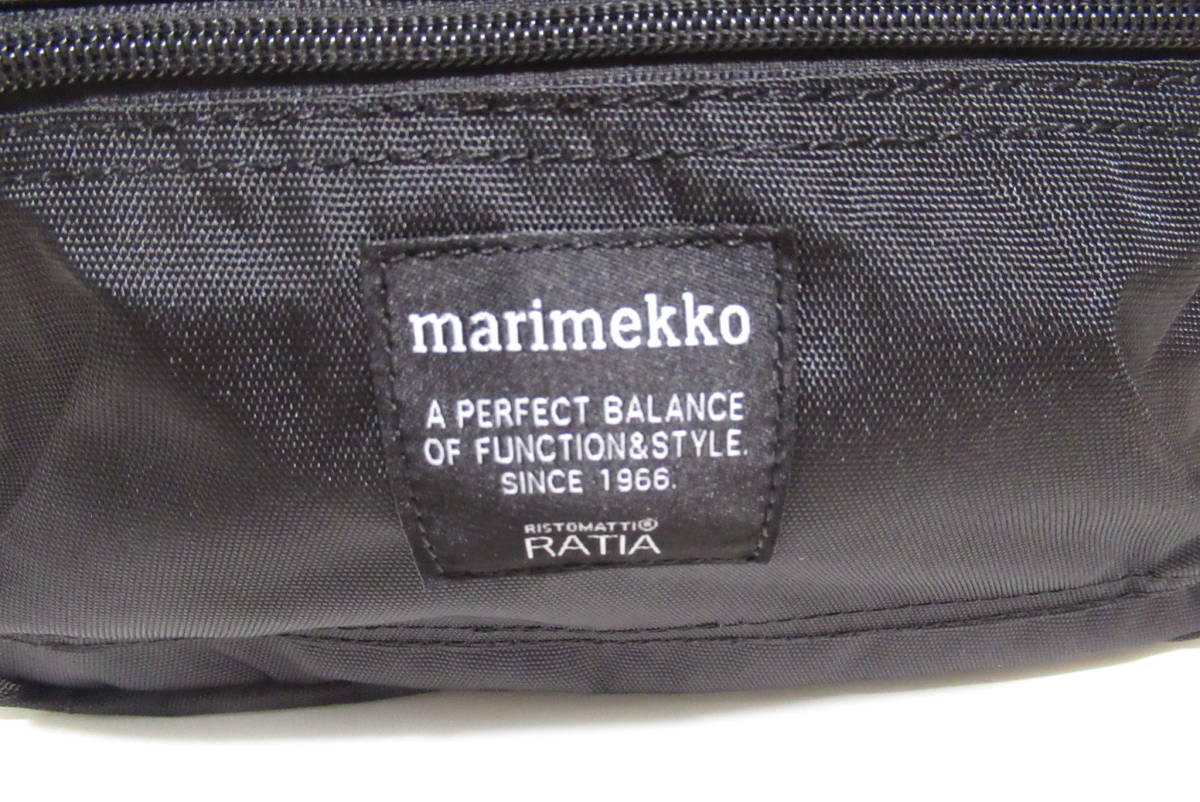 marimekko
A PERFECT BALANCE
OF FUNCTION&STYLE.
SINCE 1966.
RISTOMATTI®
RATIA